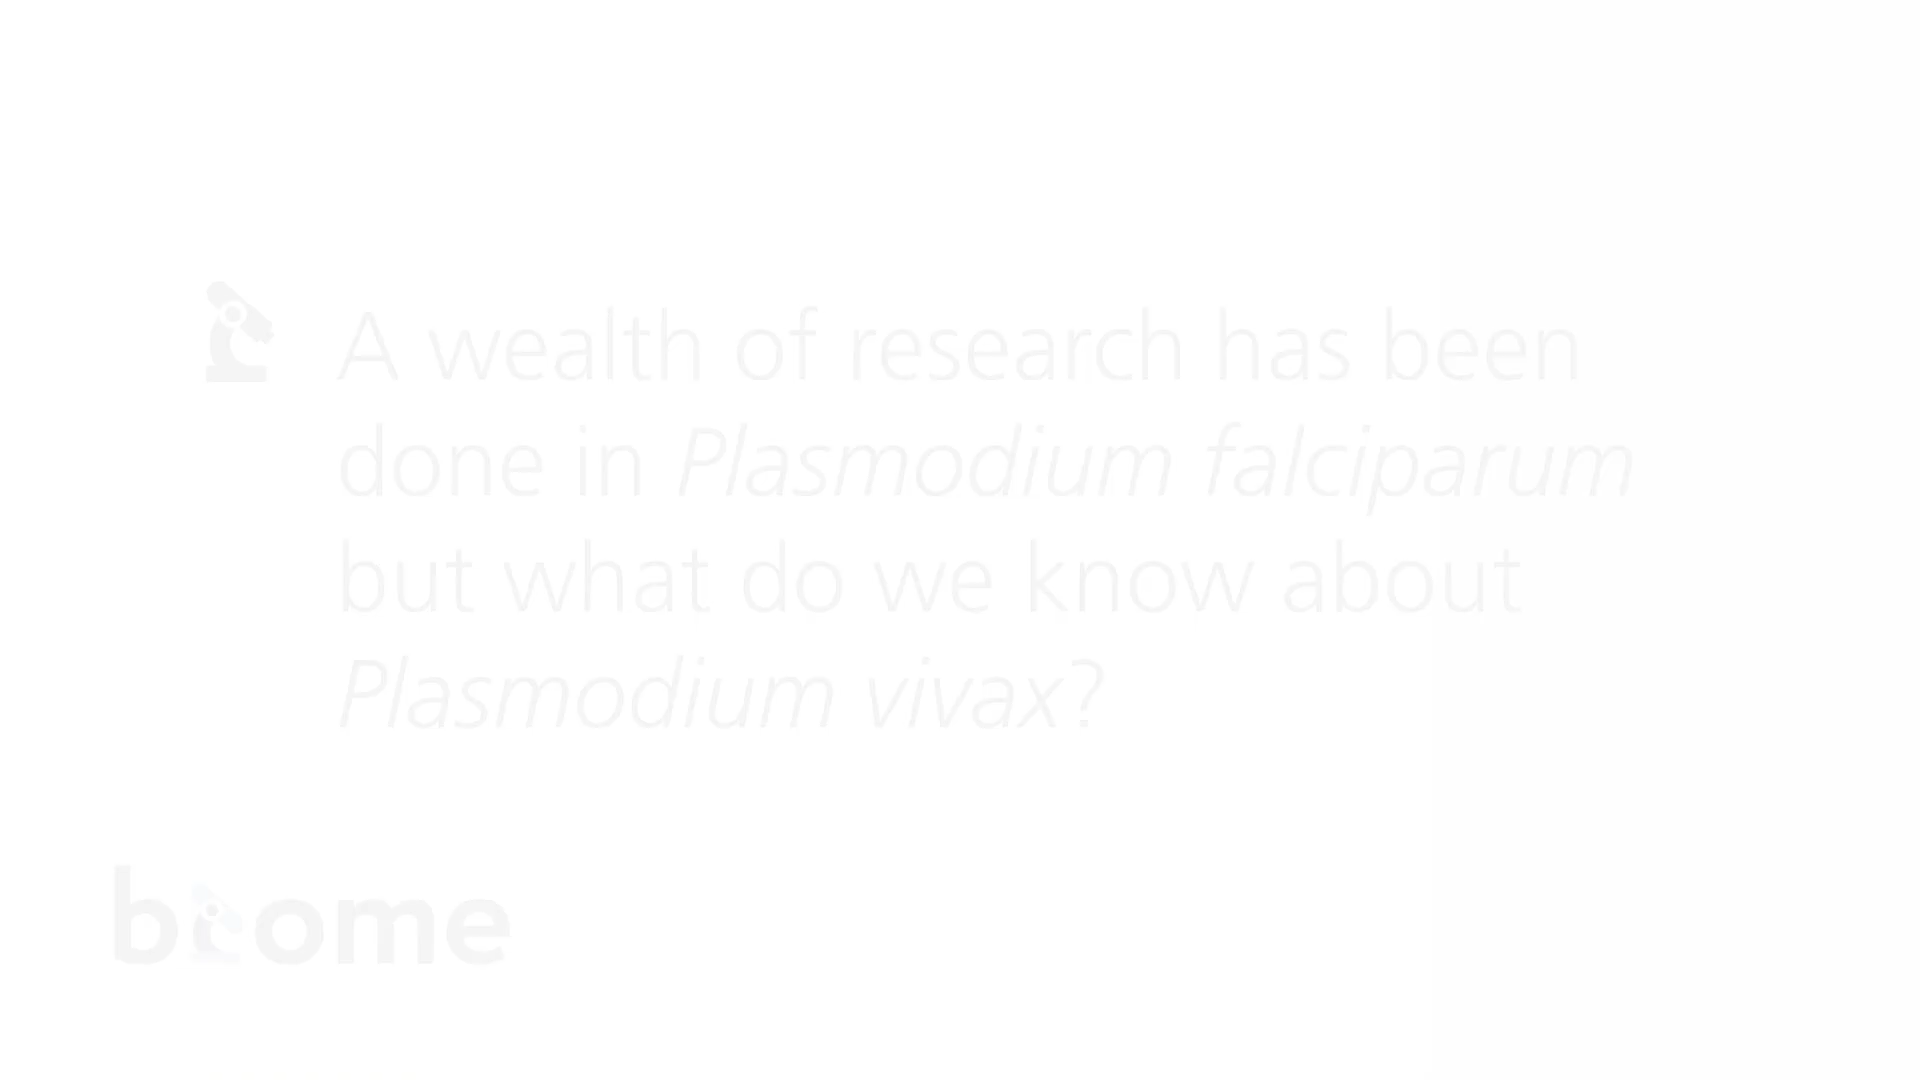 A wealth of research has been
done in Plasmodium falciparum
but what do we know about
Plasmodium vivax?
biome